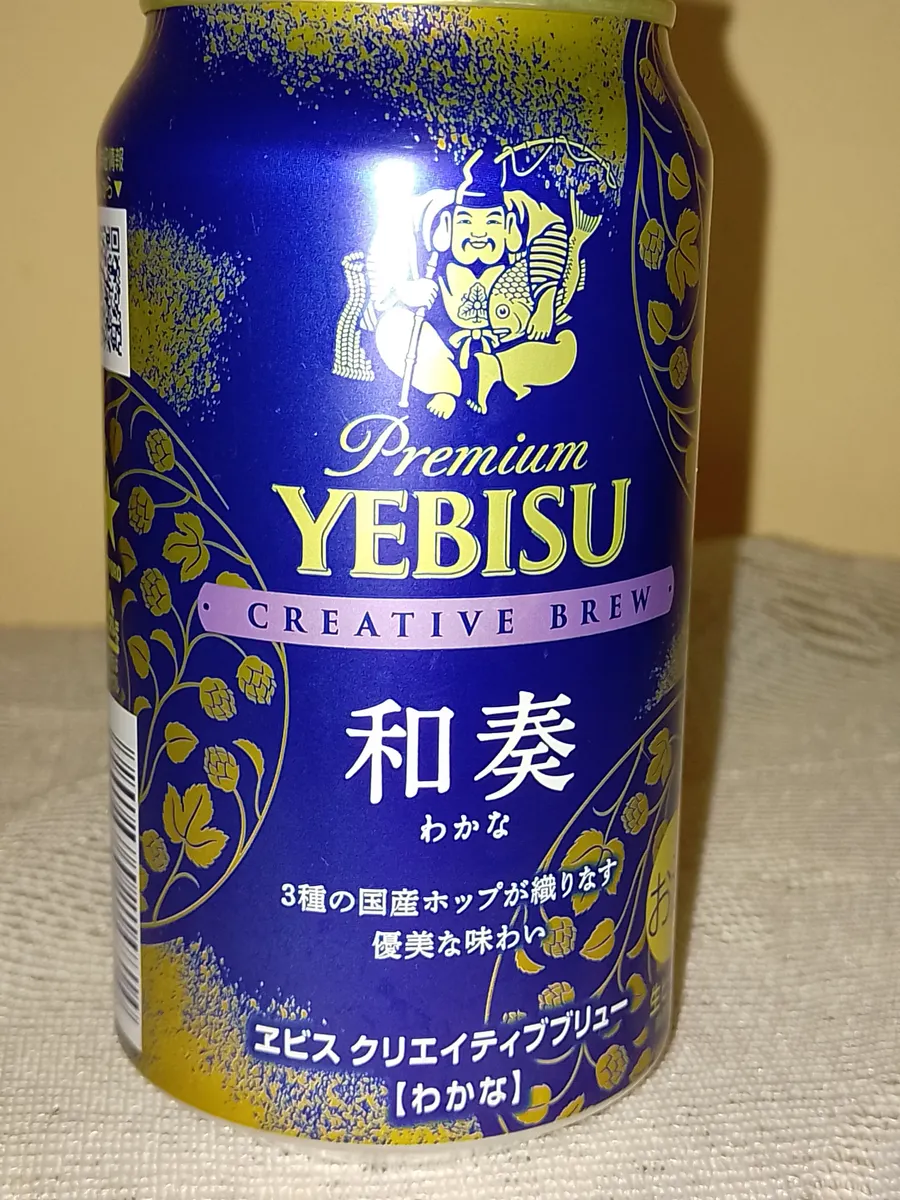 Premium
YEBISU
CREATIVE BREW
和奏
わかな
3種の国産ホップが織りなす
優美な味わい
ヱビス クリエイティブブリュー
【わかな】
お